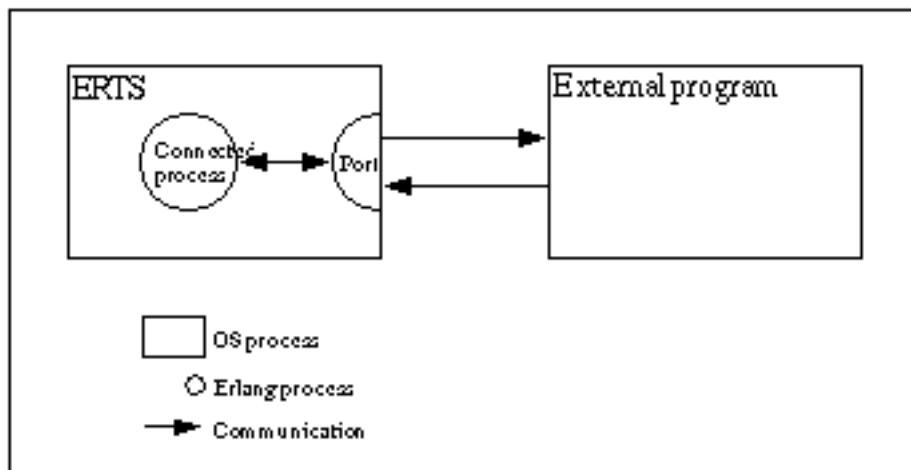 ERTS
External program
Connected
process
Port
OS process
Erlang process
Communication